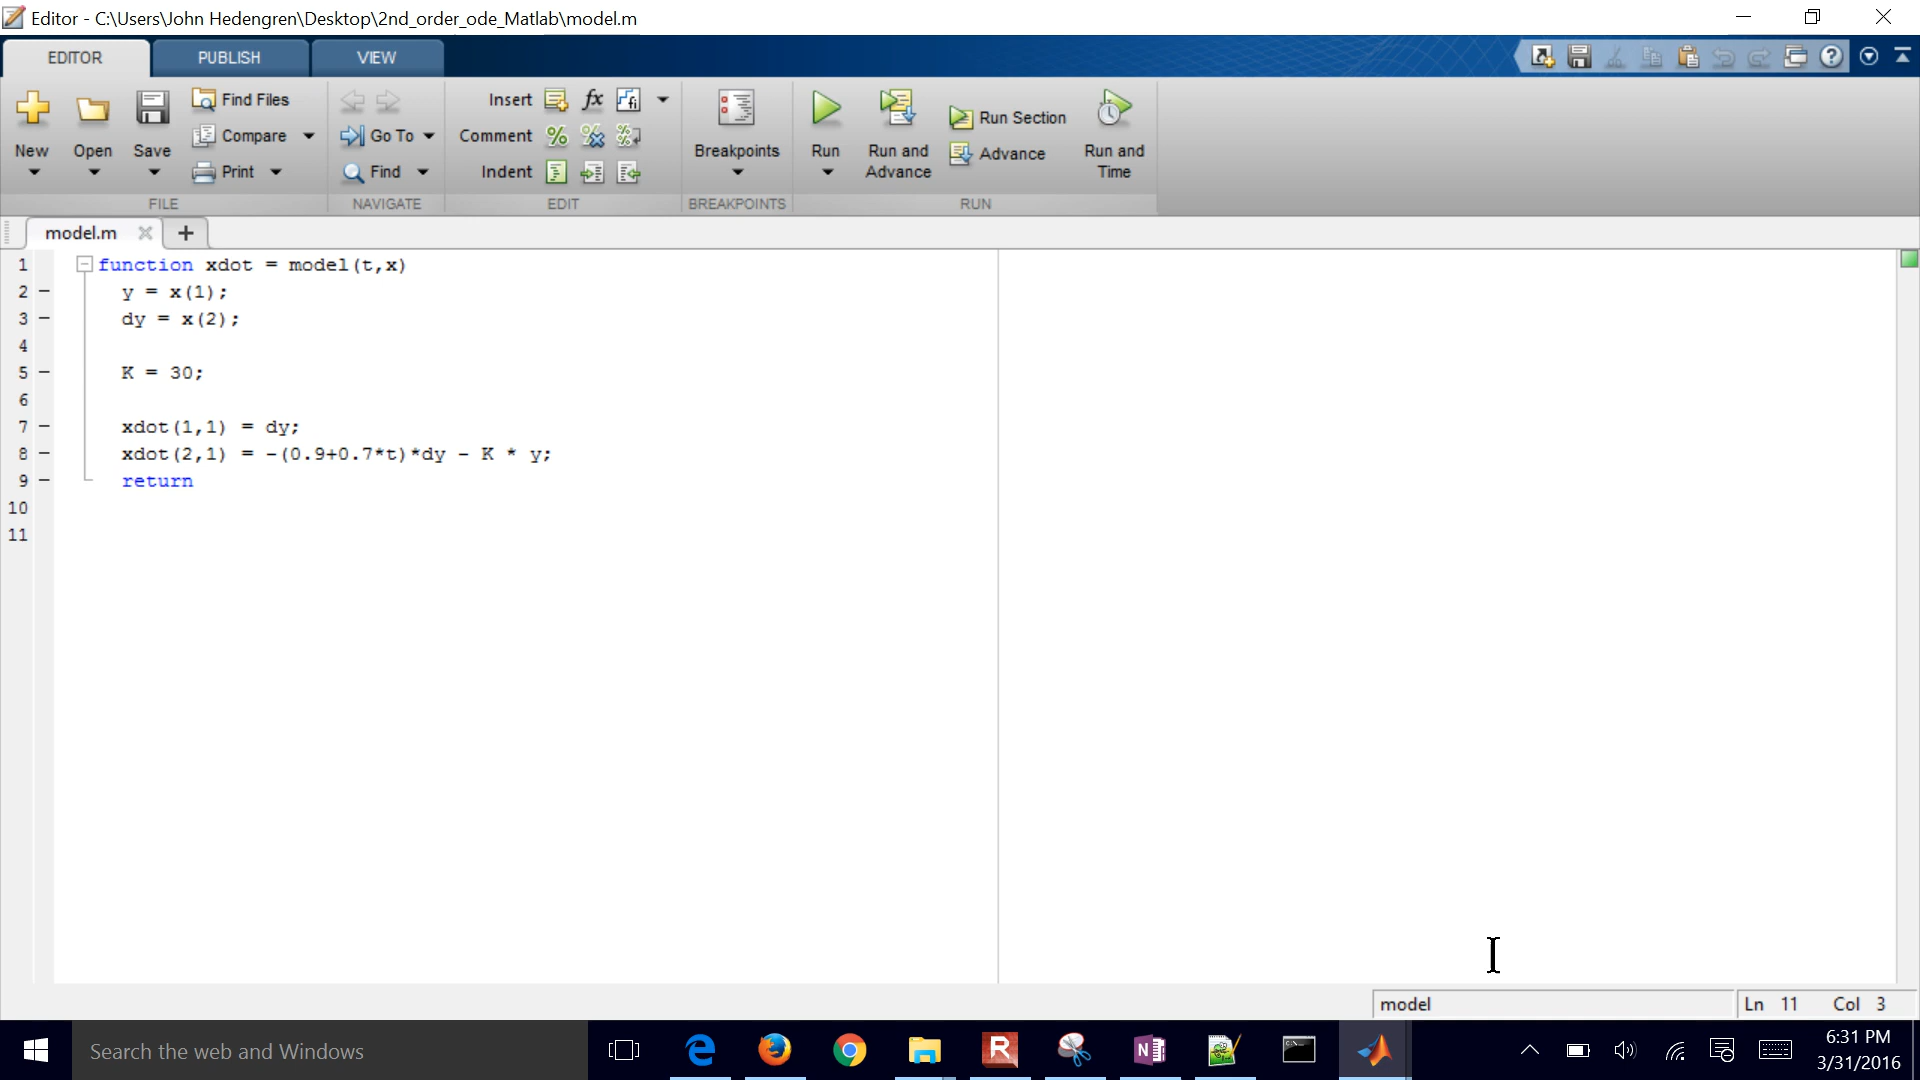 Editor - C:\Users\John Hedengren\Desktop\2nd_order_ode_Matlab\model.m
EDITOR PUBLISH VIEW
New Open Save Find Files Compare Print
Go To Find
Insert fx Comment Indent
Breakpoints
Run Run and Advance Run Section Advance Run and Time
FILE NAVIGATE EDIT BREAKPOINTS RUN
model.m
1 function xdot = model(t,x)
2 y = x(1);
3 dy = x(2);
4
5 K = 30;
6
7 xdot(1,1) = dy;
8 xdot(2,1) = -(0.9+0.7*t)*dy - K * y;
9 return
10
11
model Ln 11 Col 3
Search the web and Windows
6:31 PM
3/31/2016